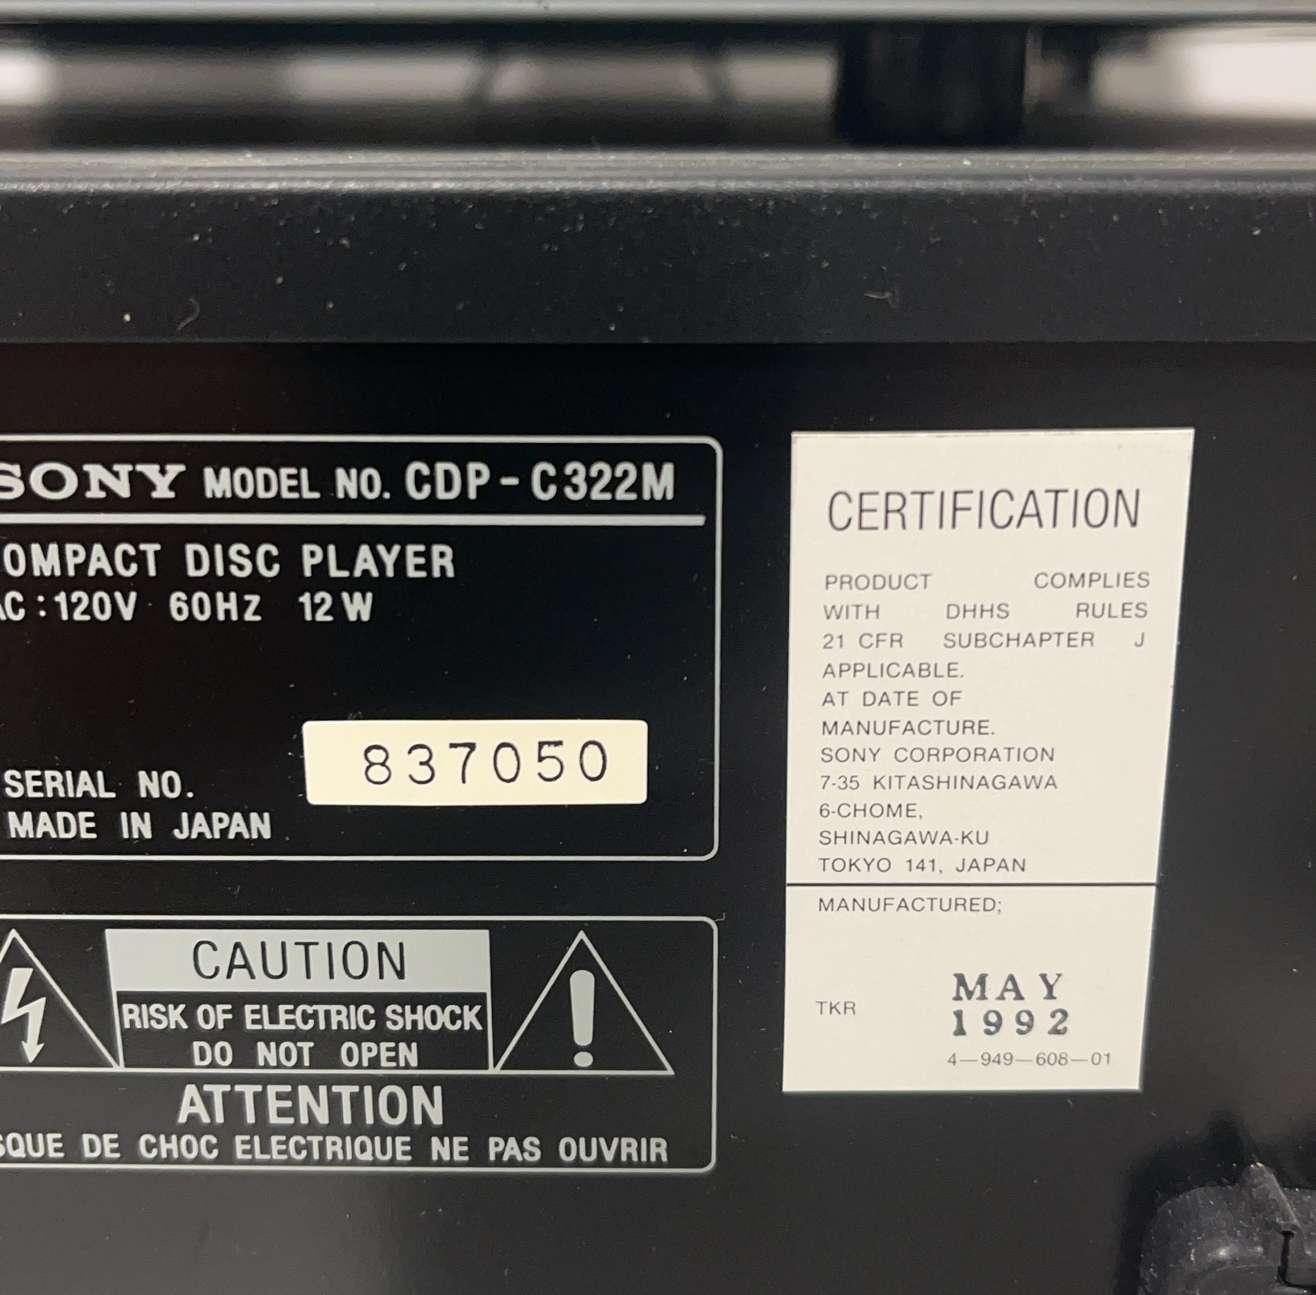 SONY MODEL NO. CDP-C322M
COMPACT DISC PLAYER
AC:120V 60HZ 12W
837050
SERIAL NO.
MADE IN JAPAN
CAUTION
RISK OF ELECTRIC SHOCK
DO NOT OPEN
ATTENTION
DE CHOC ELECTRIQUE NE PAS OUVRIR
CERTIFICATION
PRODUCT COMPLIES
WITH DHHS RULES
21 CFR SUBCHAPTER J
APPLICABLE.
AT DATE OF
MANUFACTURE.
SONY CORPORATION
7-35 KITASHINAGAWA
6-CHOME,
SHINAGAWA-KU
TOKYO 141, JAPAN
MANUFACTURED;
MAY
TKR 1992
4-949-608-01